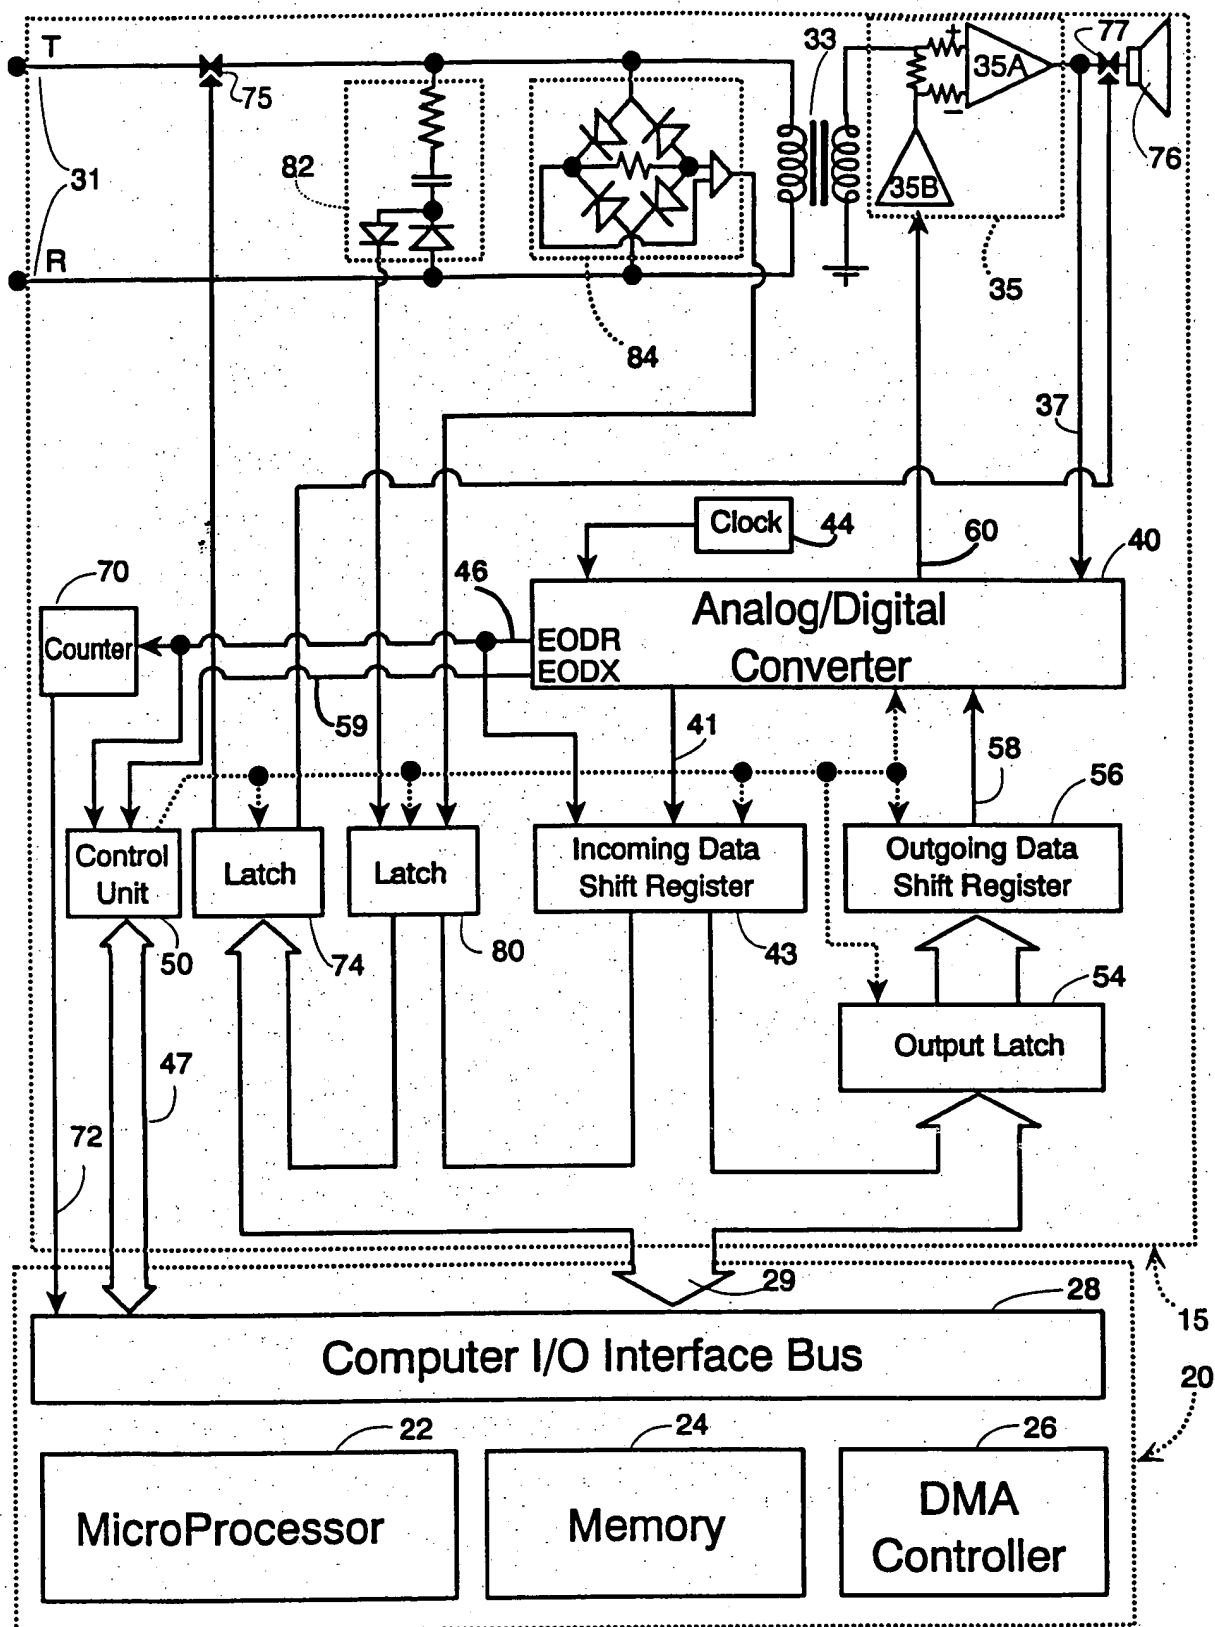 T
75
33
+
35A
−
77
76
82
31
35B
R
35
84
37
Clock
44
60
40
70
46
Analog/Digital
Converter
EODR
EODX
Counter
59
41
58
56
Control
Unit
Latch
Latch
Incoming Data
Shift Register
Outgoing Data
Shift Register
50
74
80
43
54
Output Latch
47
72
29
28
15
Computer I/O Interface Bus
20
22
24
26
MicroProcessor
Memory
DMA
Controller